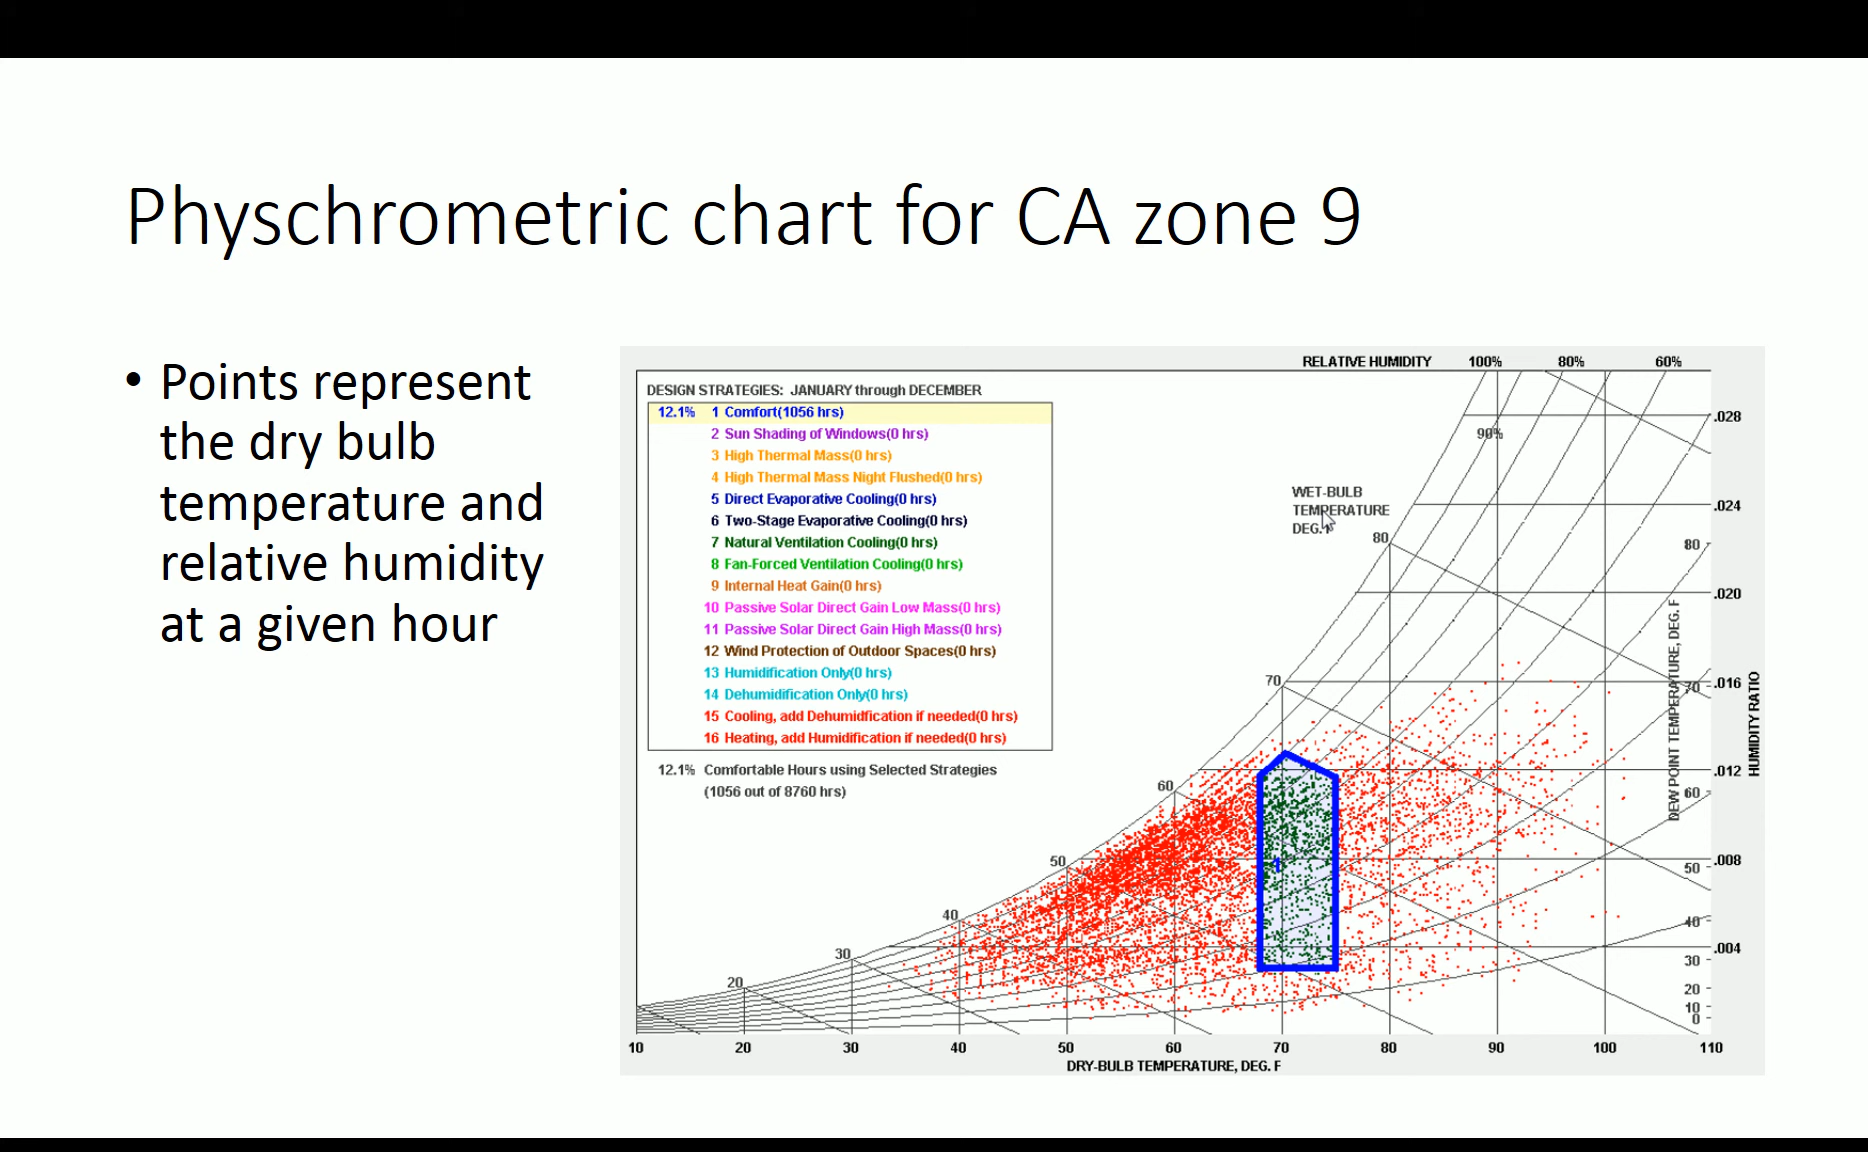 Physchrometric chart for CA zone 9
• Points represent
the dry bulb
temperature and
relative humidity
at a given hour
RELATIVE HUMIDITY 100% 80% 60%
DESIGN STRATEGIES: JANUARY through DECEMBER
12.1% 1 Comfort(1056 hrs)
2 Sun Shading of Windows(0 hrs)
3 High Thermal Mass(0 hrs)
4 High Thermal Mass Night Flushed(0 hrs)
5 Direct Evaporative Cooling(0 hrs)
6 Two-Stage Evaporative Cooling(0 hrs)
7 Natural Ventilation Cooling(0 hrs)
8 Fan-Forced Ventilation Cooling(0 hrs)
9 Internal Heat Gain(0 hrs)
10 Passive Solar Direct Gain Low Mass(0 hrs)
11 Passive Solar Direct Gain High Mass(0 hrs)
12 Wind Protection of Outdoor Spaces(0 hrs)
13 Humidification Only(0 hrs)
14 Dehumidification Only(0 hrs)
15 Cooling, add Dehumidfication if needed(0 hrs)
16 Heating, add Humidification if needed(0 hrs)
12.1% Comfortable Hours using Selected Strategies
(1056 out of 8760 hrs)
90%
WET-BULB
TEMPERATURE
DEG. F
20
30
40
50
60
70
80
1
.028
.024
.020
.016
.012
.008
.004
80
70
60
50
40
30
20
10
0
DEW POINT TEMPERATURE, DEG. F
HUMIDITY RATIO
10 20 30 40 50 60 70 80 90 100 110
DRY-BULB TEMPERATURE, DEG. F